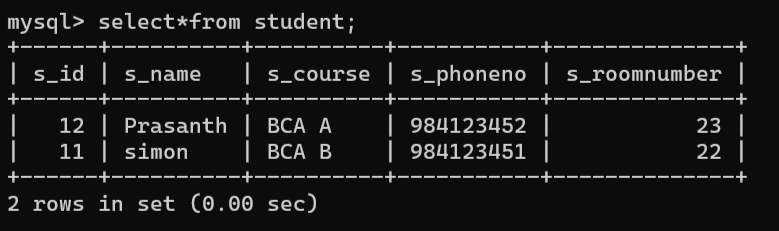 mysql> select*from student;
+------+----------+----------+-----------+--------------+
| s_id | s_name   | s_course | s_phoneno | s_roomnumber |
+------+----------+----------+-----------+--------------+
|   12 | Prasanth | BCA A    | 984123452 |           23 |
|   11 | simon    | BCA B    | 984123451 |           22 |
+------+----------+----------+-----------+--------------+
2 rows in set (0.00 sec)